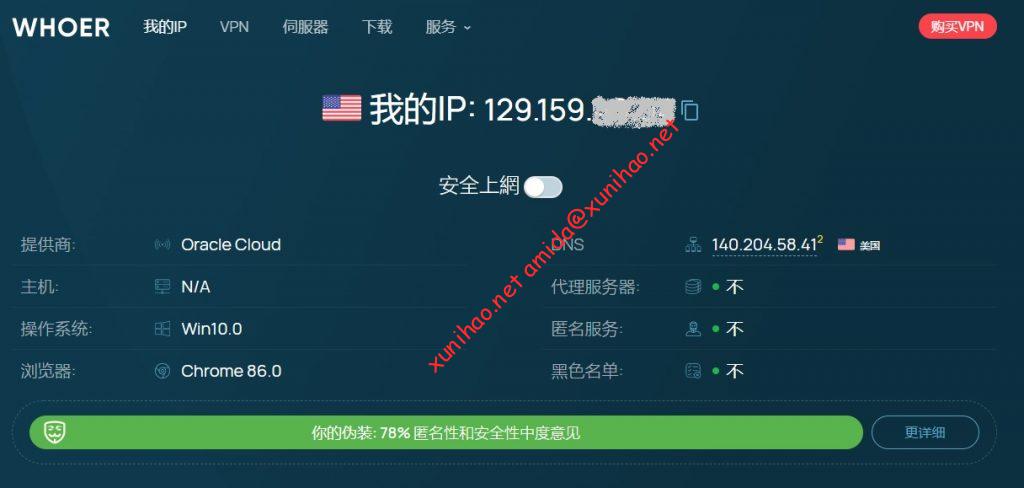 WHOER 我的IP VPN 伺服器 下载 服务 购买VPN
我的IP: 129.159.
安全上網
提供商: Oracle Cloud DNS 140.204.58.41 2 美国
主机: N/A 代理服务器: 不
操作系统: Win10.0 匿名服务: 不
浏览器: Chrome 86.0 黑色名单: 不
你的伪装: 78% 匿名性和安全性中度意见 更详细
xunihao.net amida@xunihao.net